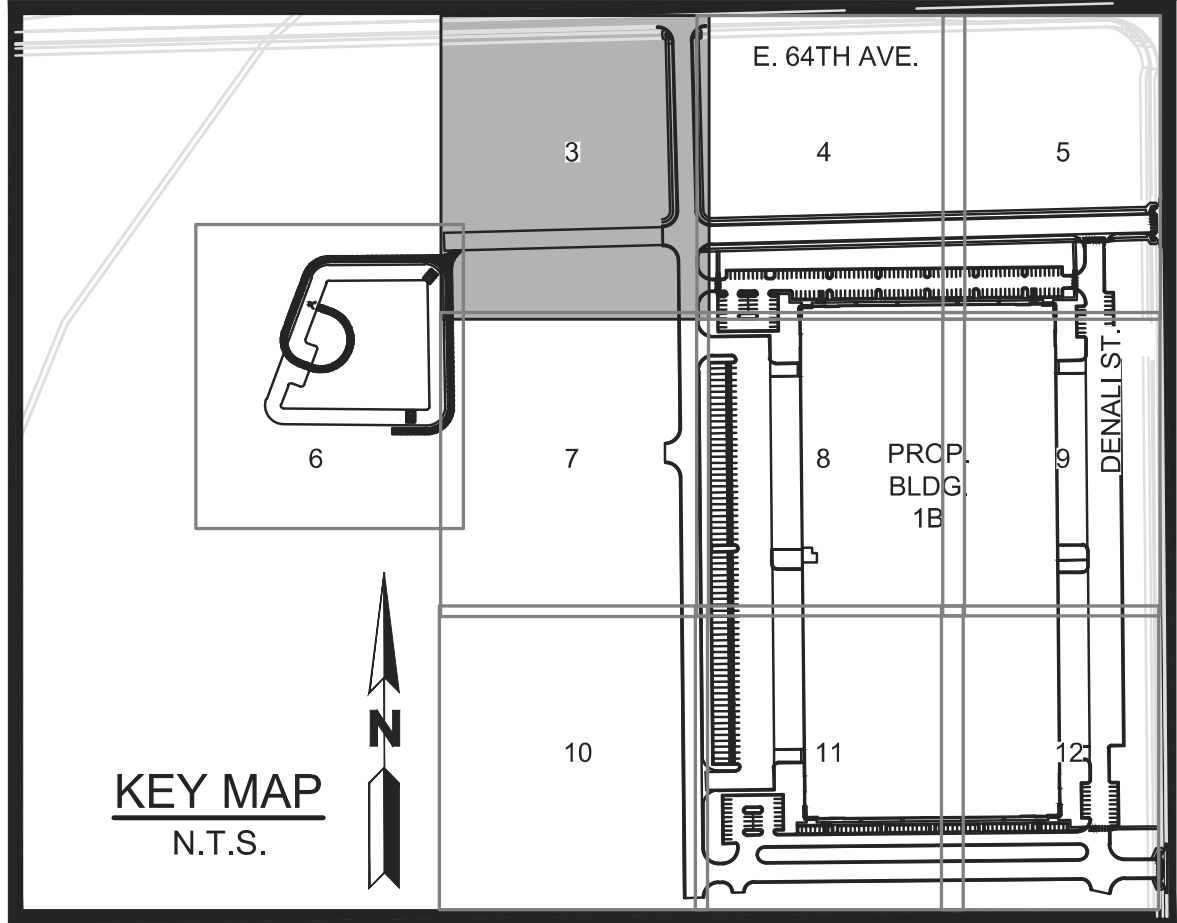 E. 64TH AVE.
3
4
5
6
7
8
PROP.
BLDG.
1B
9
DENALI ST.
N
10
11
12
KEY MAP
N.T.S.